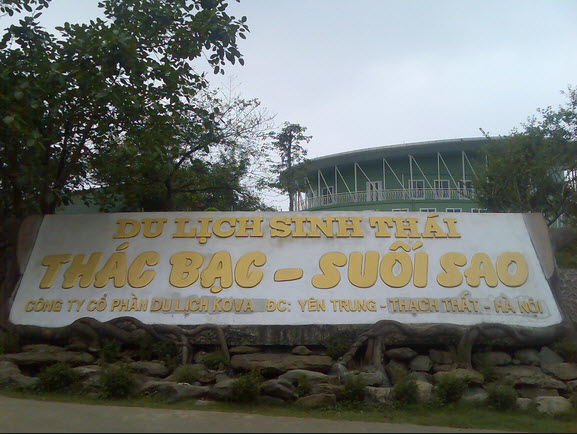 DU LỊCH SINH THÁI
THÁC BẠC - SUỐI SAO
CÔNG TY CỔ PHẦN DU LỊCH KOVA ĐC: YÊN TRUNG - THẠCH THẤT - HÀ NỘI